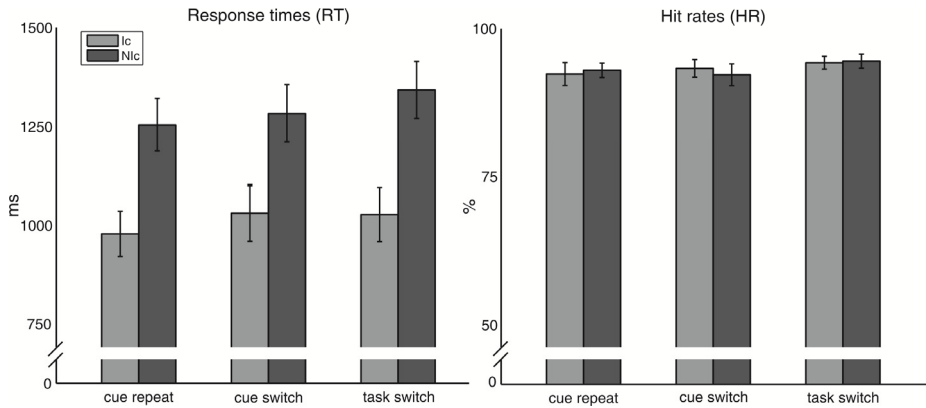 Response times (RT)
1500
Ic
NIc
1250
ms
1000
750
0
cue repeat
cue switch
task switch
Hit rates (HR)
100
75
%
50
0
cue repeat
cue switch
task switch